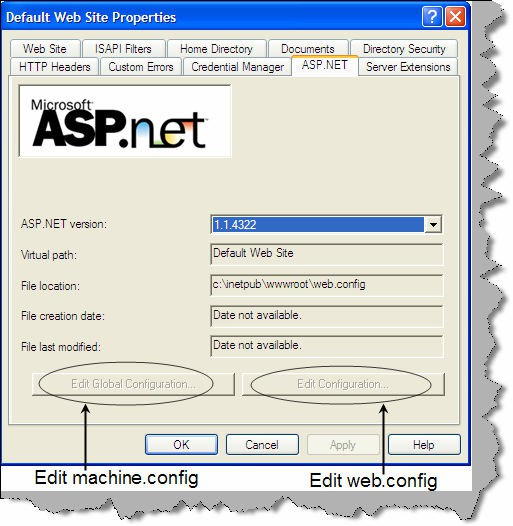 Default Web Site Properties
Web Site ISAPI Filters Home Directory Documents Directory Security
HTTP Headers Custom Errors Credential Manager ASP.NET Server Extensions
Microsoft
ASP.net
ASP.NET version: 1.1.4322
Virtual path: Default Web Site
File location: c:\inetpub\wwwroot\web.config
File creation date: Date not available.
File last modified: Date not available.
Edit Global Configuration... Edit Configuration...
OK Cancel Apply Help
Edit machine.config Edit web.config